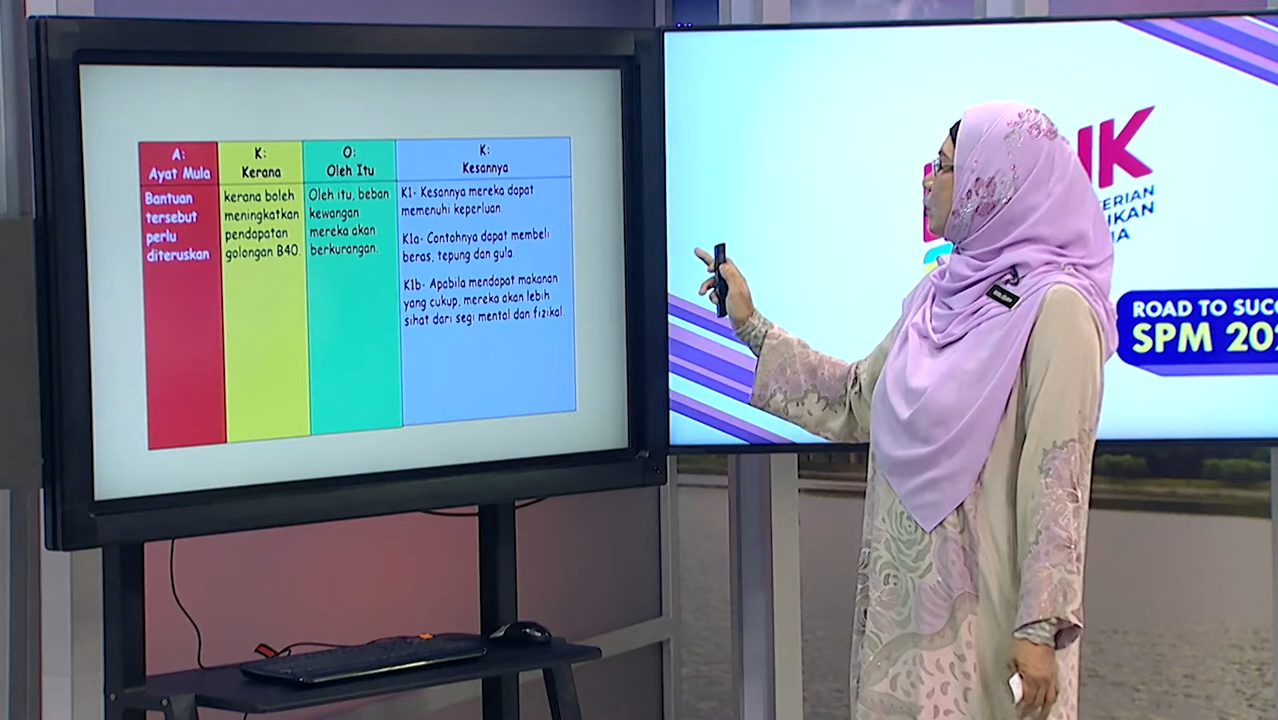 A:
Ayat Mula
Bantuan
tersebut
perlu
diteruskan
K:
Kerana
kerana boleh
meningkatkan
pendapatan
golongan B40.
O:
Oleh Itu
Oleh itu, beban
kewangan
mereka akan
berkurangan.
K:
Kesannya
K1- Kesannya mereka dapat
memenuhi keperluan.
K1a- Contohnya dapat membeli
beras, tepung dan gula.
K1b- Apabila mendapat makanan
yang cukup, mereka akan lebih
sihat dari segi mental dan fizikal.
ROAD TO SUCC
SPM 202